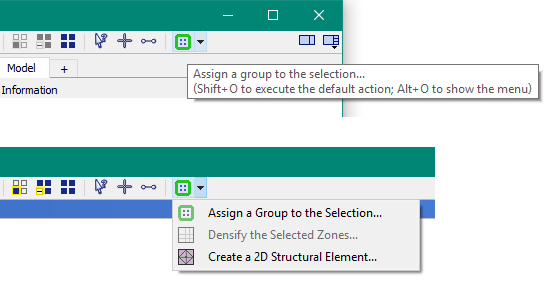 Model +
Assign a group to the selection...
(Shift+O to execute the default action; Alt+O to show the menu)
Information
Assign a Group to the Selection...
Densify the Selected Zones...
Create a 2D Structural Element...